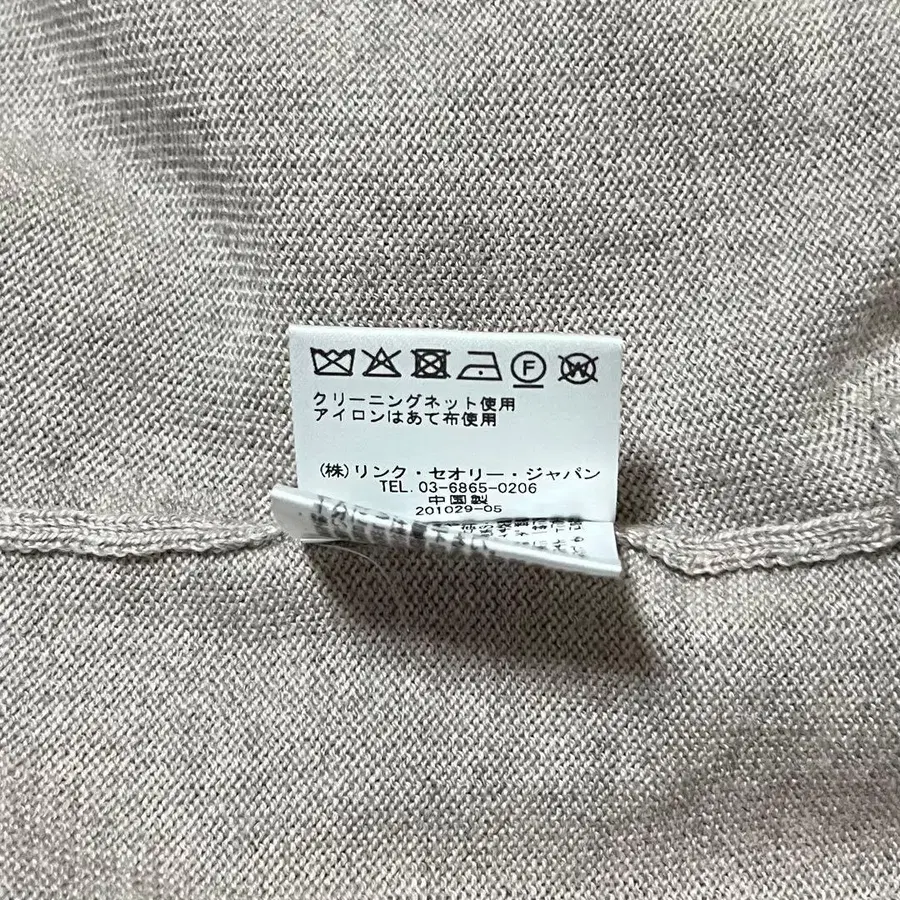 F W
クリーニングネット使用
アイロンはあて布使用
(株)リンク・セオリー・ジャパン
TEL. 03-6865-0206
中国製
201029-05